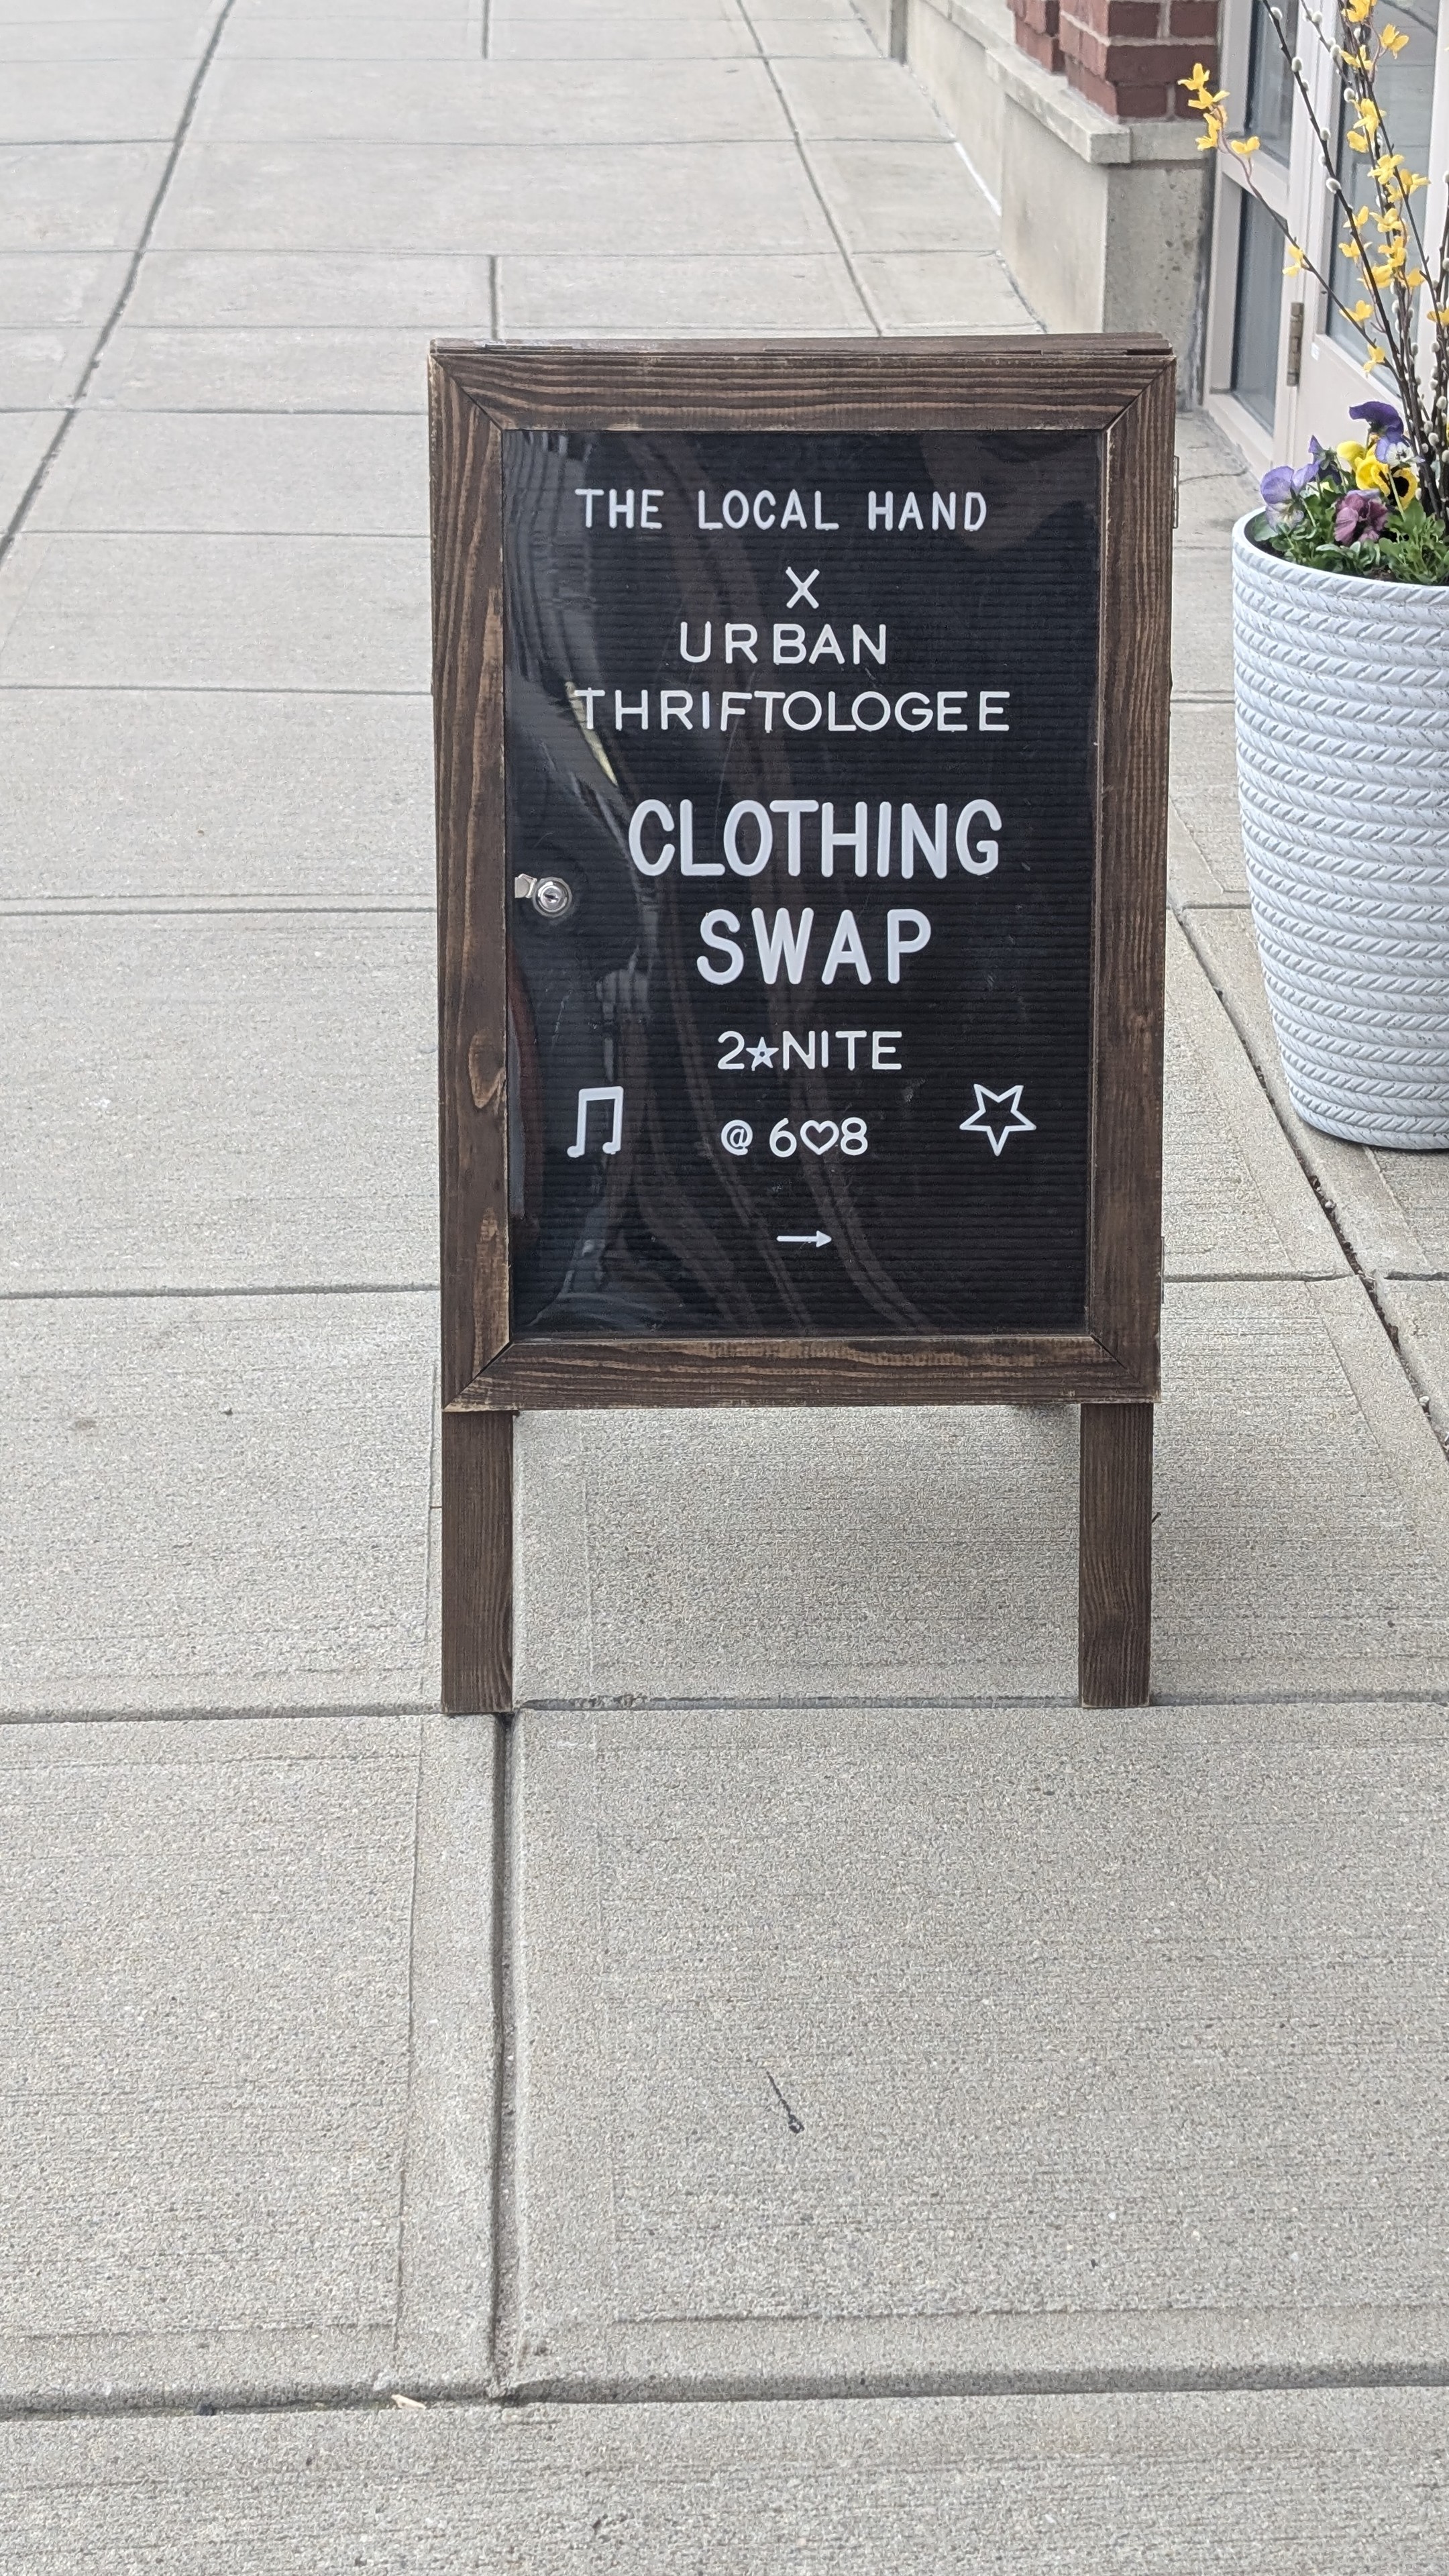 THE LOCAL HAND
X
URBAN
THRIFTOLOGEE
CLOTHING
SWAP
2☆NITE
@ 6♡8
→